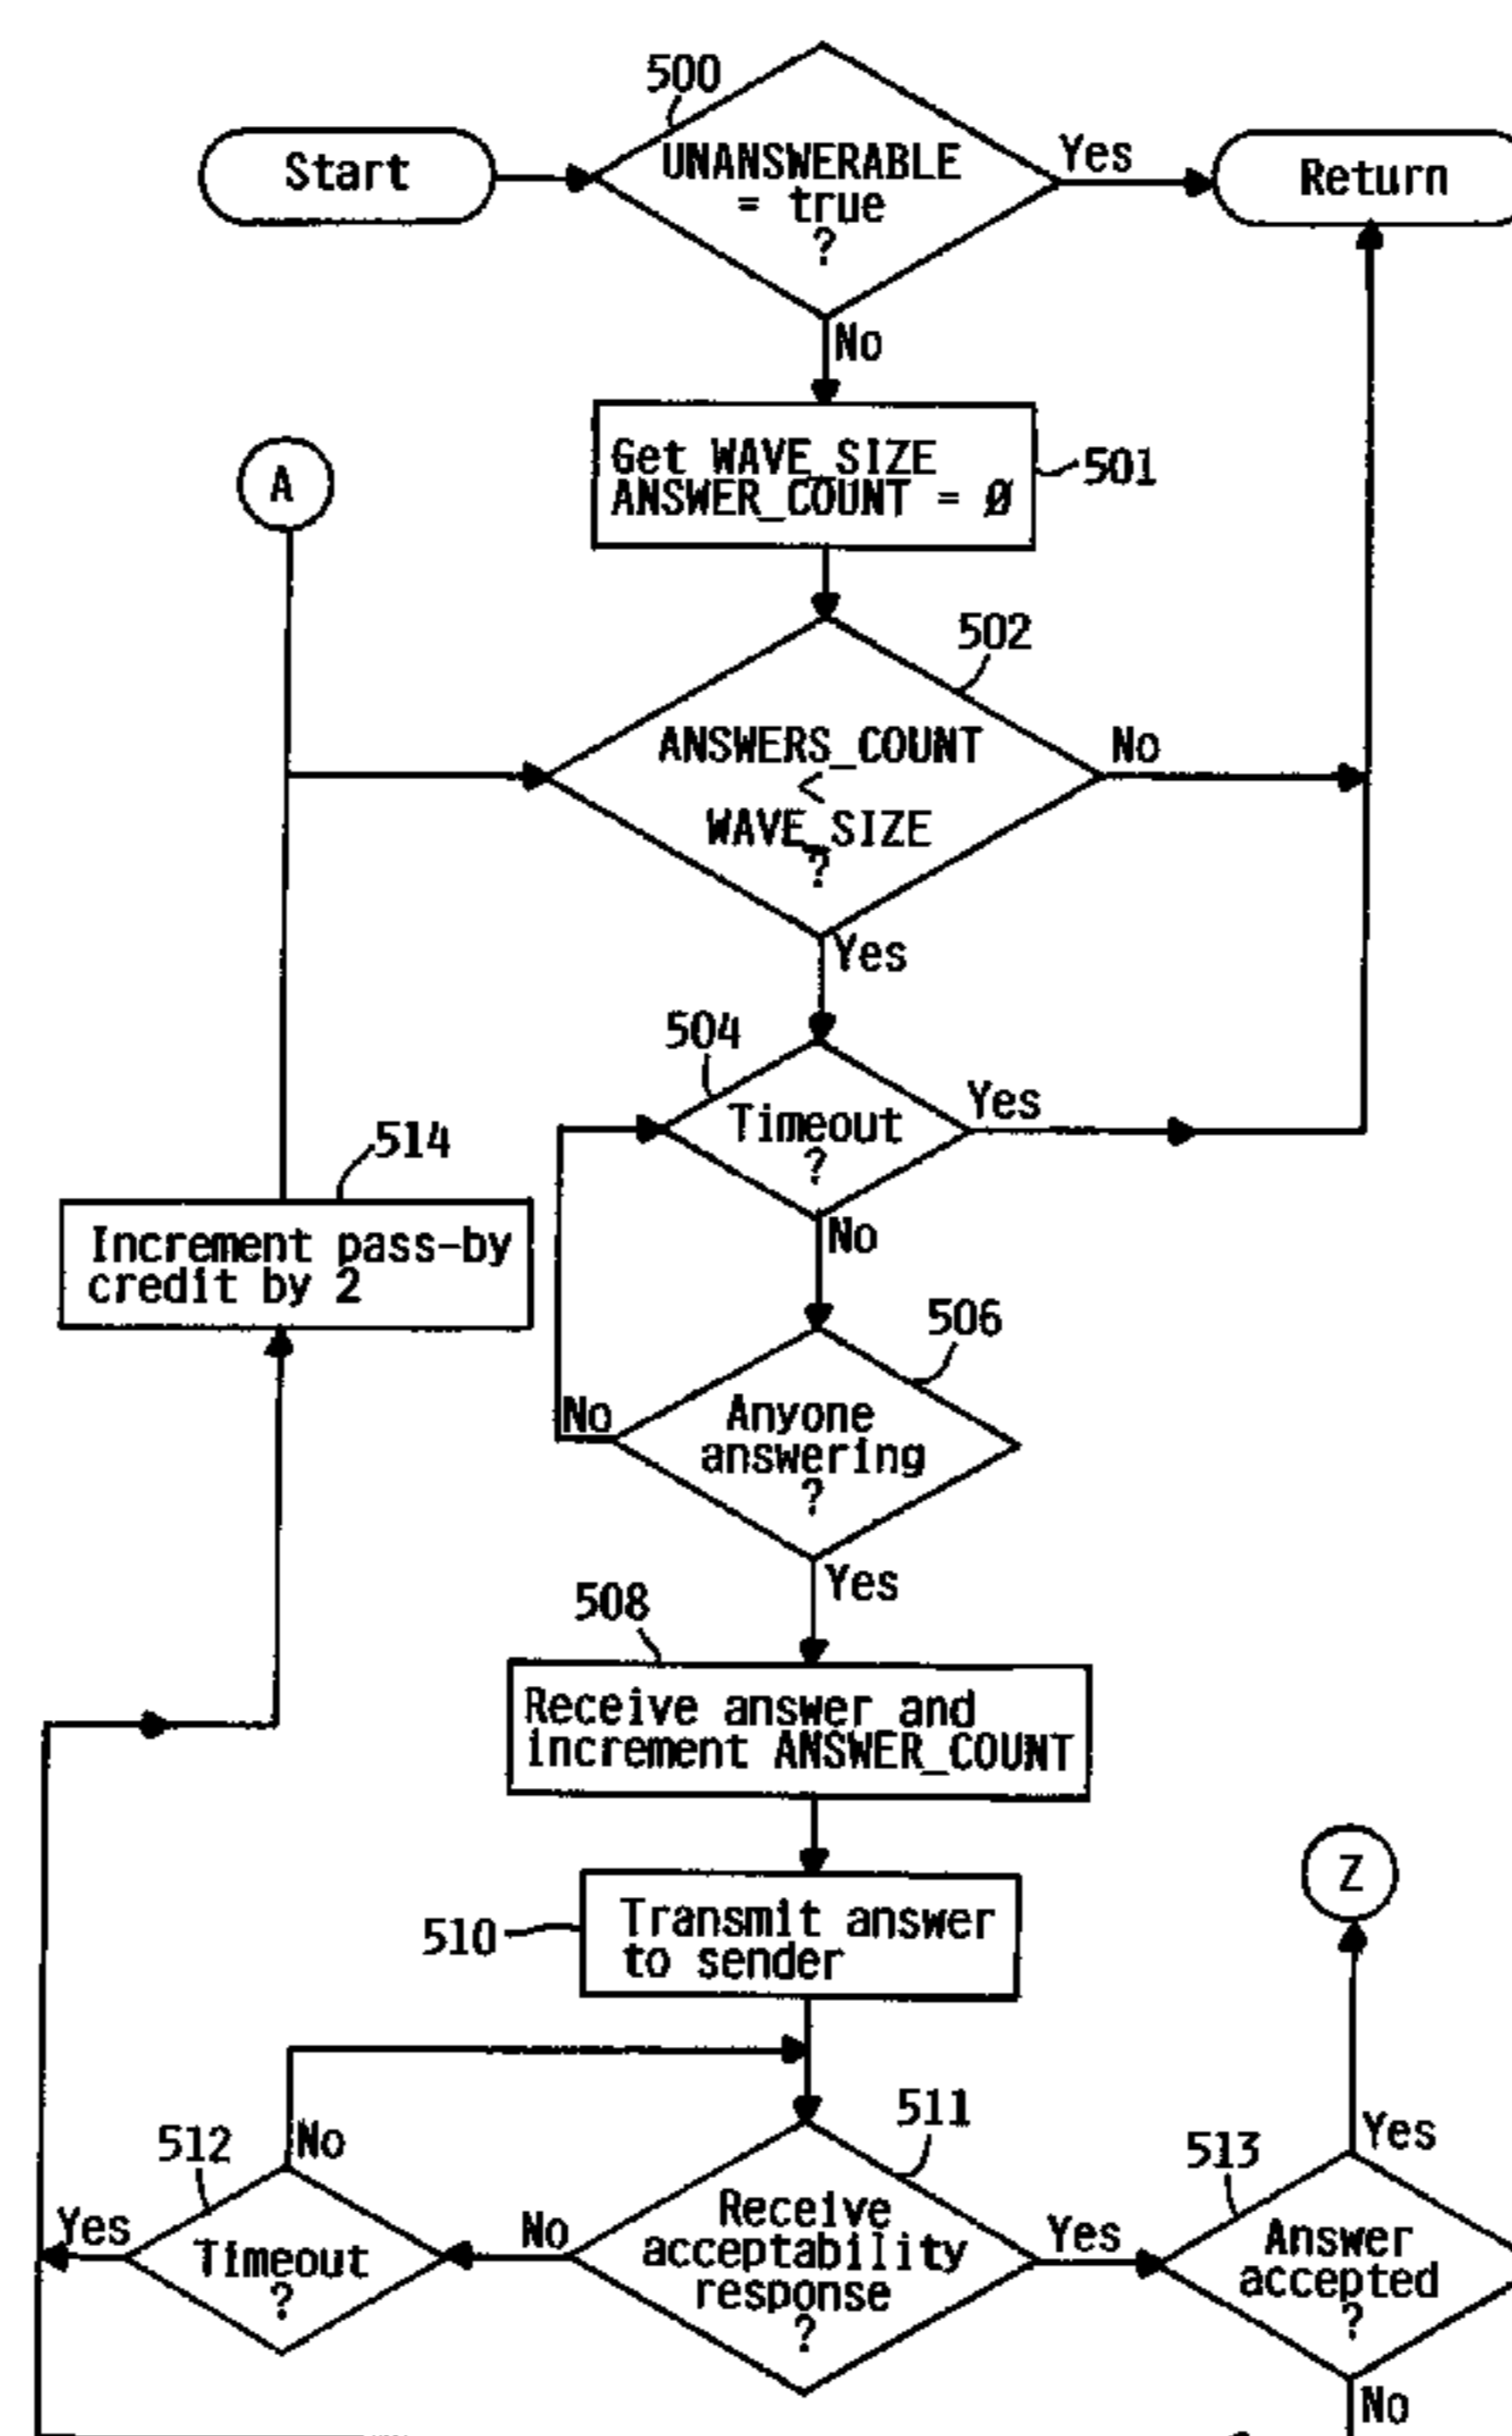 500
Start
UNANSWERABLE
= true
?
Yes
Return
No
Get WAVE_SIZE
ANSWER_COUNT = Ø
501
A
502
ANSWERS_COUNT
<
WAVE_SIZE
?
No
Yes
504
Timeout
?
Yes
No
514
Increment pass-by
credit by 2
506
Anyone
answering
?
No
Yes
508
Receive answer and
increment ANSWER_COUNT
510
Transmit answer
to sender
Z
511
512
No
Yes
Timeout
?
No
Receive
acceptability
response
?
Yes
513
Yes
Answer
accepted
?
No